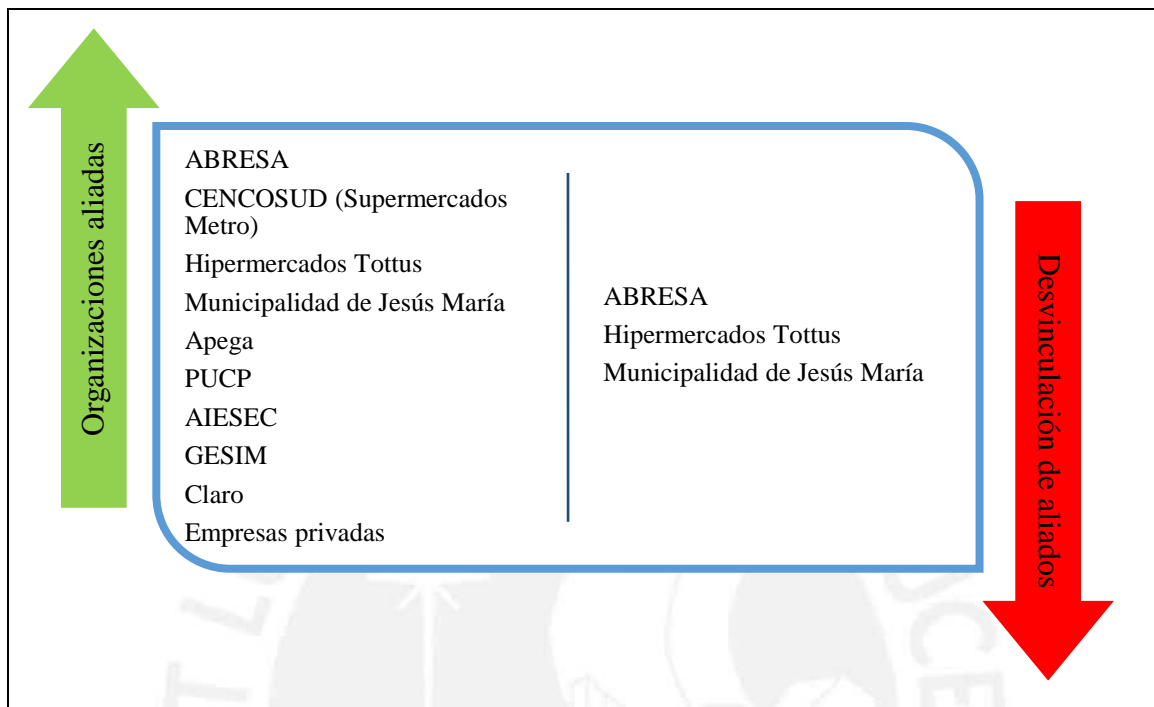 Organizaciones aliadas
ABRESA
CENCOSUD (Supermercados
Metro)
Hipermercados Tottus
Municipalidad de Jesús María
Apega
PUCP
AIESEC
GESIM
Claro
Empresas privadas
ABRESA
Hipermercados Tottus
Municipalidad de Jesús María
Desvinculación de aliados